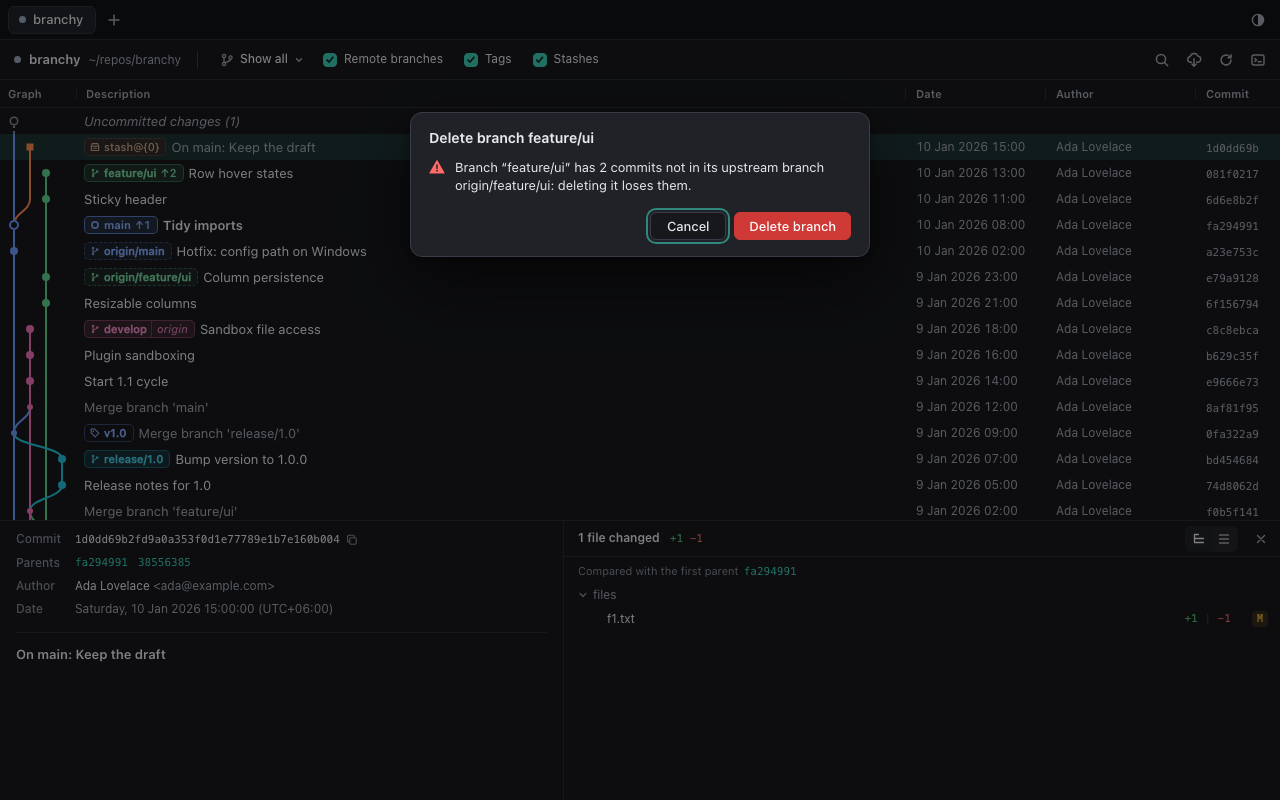 branchy
branchy ~/repos/branchy Show all Remote branches Tags Stashes
Graph Description Date Author Commit
Uncommitted changes (1)
Delete branch feature/ui
Branch “feature/ui” has 2 commits not in its upstream branch
origin/feature/ui: deleting it loses them.
Cancel Delete branch
stash@{0} On main: Keep the draft 10 Jan 2026 15:00 Ada Lovelace 1d0dd69b
feature/ui ↑2 Row hover states 10 Jan 2026 13:00 Ada Lovelace 081f0217
Sticky header 10 Jan 2026 11:00 Ada Lovelace 6d6e8b2f
main ↑1 Tidy imports 10 Jan 2026 08:00 Ada Lovelace fa294991
origin/main Hotfix: config path on Windows 10 Jan 2026 02:00 Ada Lovelace a23e753c
origin/feature/ui Column persistence 9 Jan 2026 23:00 Ada Lovelace e79a9128
Resizable columns 9 Jan 2026 21:00 Ada Lovelace 6f156794
develop origin Sandbox file access 9 Jan 2026 18:00 Ada Lovelace c8c8ebca
Plugin sandboxing 9 Jan 2026 16:00 Ada Lovelace b629c35f
Start 1.1 cycle 9 Jan 2026 14:00 Ada Lovelace e9666e73
Merge branch 'main' 9 Jan 2026 12:00 Ada Lovelace 8af81f95
v1.0 Merge branch 'release/1.0' 9 Jan 2026 09:00 Ada Lovelace 0fa322a9
release/1.0 Bump version to 1.0.0 9 Jan 2026 07:00 Ada Lovelace bd454684
Release notes for 1.0 9 Jan 2026 05:00 Ada Lovelace 74d8062d
Merge branch 'feature/ui' 9 Jan 2026 02:00 Ada Lovelace f0b5f141
Commit 1d0dd69b2fd9a0a353f0d1e77789e1b7e160b004
Parents fa294991 38556385
Author Ada Lovelace <ada@example.com>
Date Saturday, 10 Jan 2026 15:00:00 (UTC+06:00)
On main: Keep the draft
1 file changed +1 −1
Compared with the first parent fa294991
files
f1.txt +1 −1 M